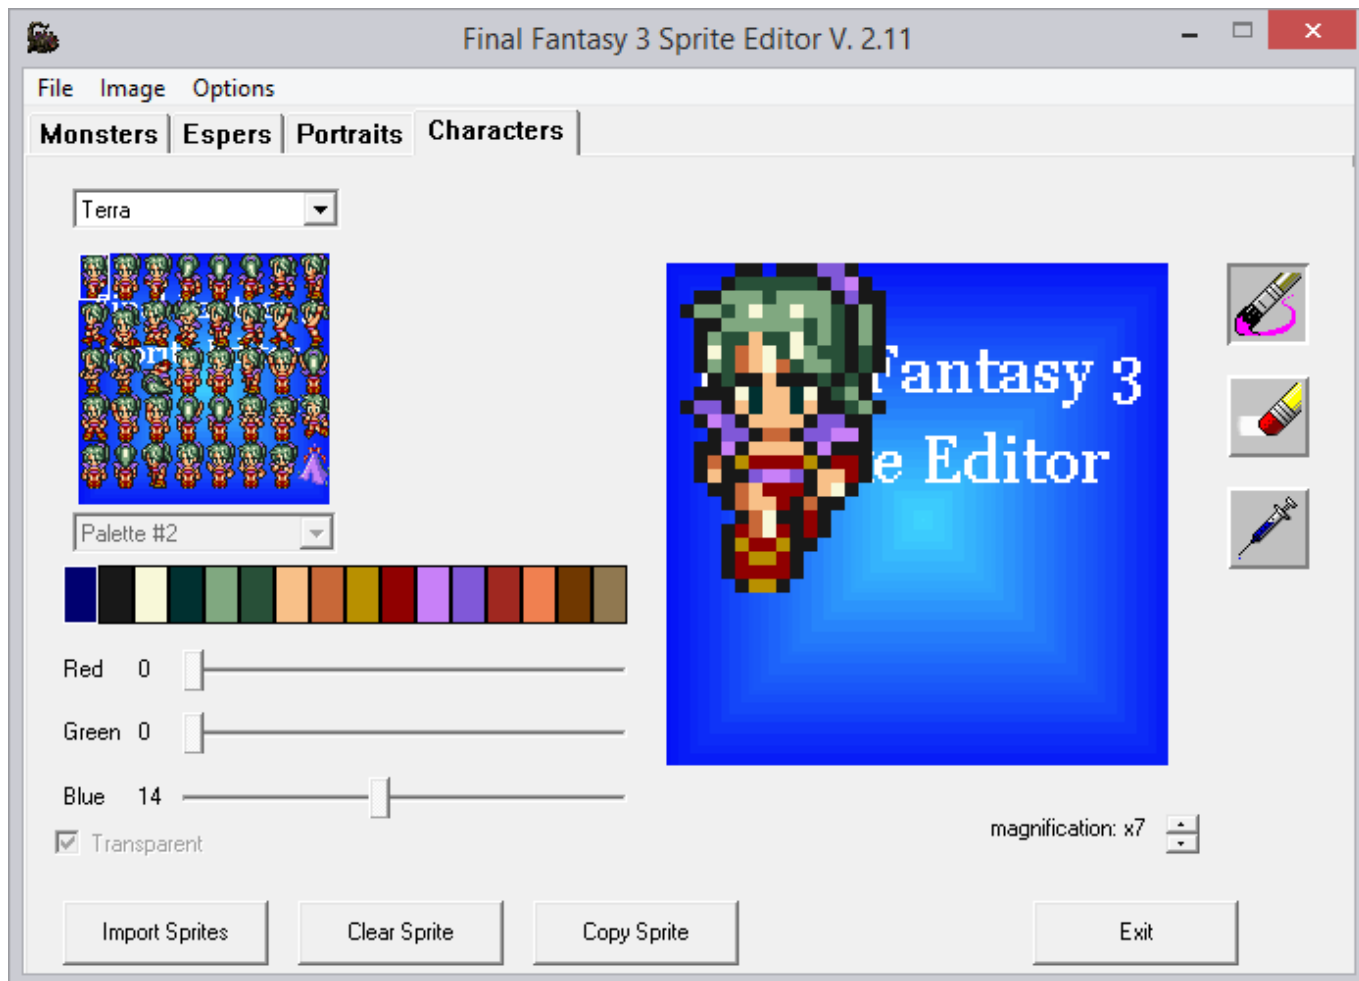 Final Fantasy 3 Sprite Editor V. 2.11
File Image Options
Monsters Espers Portraits Characters
Terra
Fantasy 3
e Editor
Palette #2
Red 0
Green 0
Blue 14
Transparent
magnification: x7
Import Sprites Clear Sprite Copy Sprite Exit